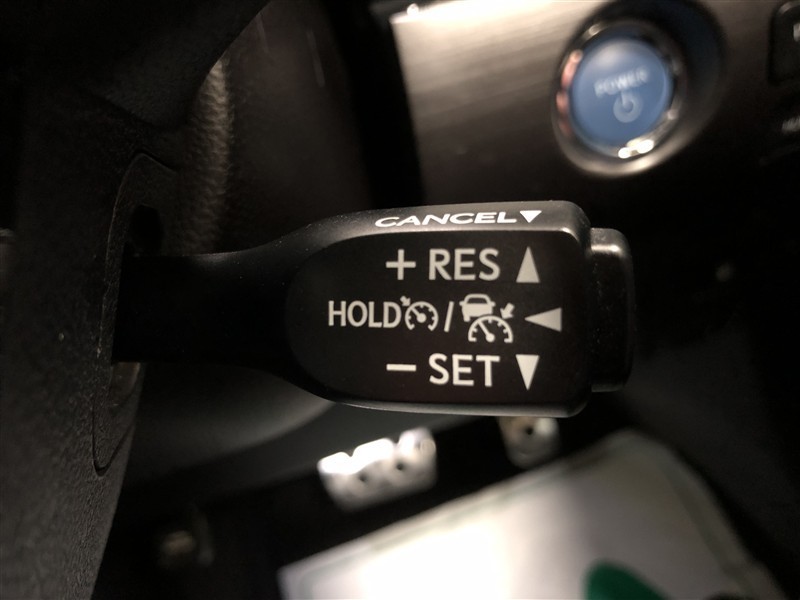 POWER
CANCEL▼
+ RES ▲
HOLD / ◀
− SET ▼